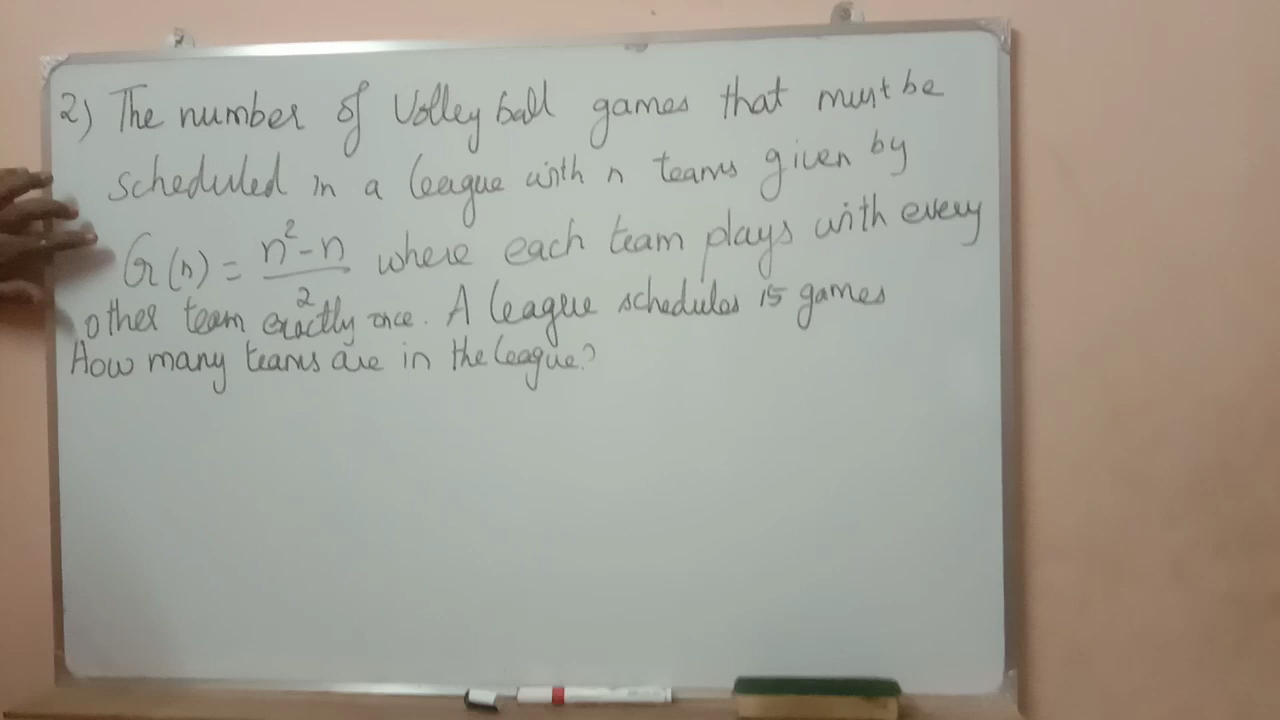 2) The number of Volley ball games that must be
scheduled in a league with n teams given by
G(n) = n²-n/2 where each team plays with every
other team exactly once. A league schedules 15 games
How many teams are in the league?